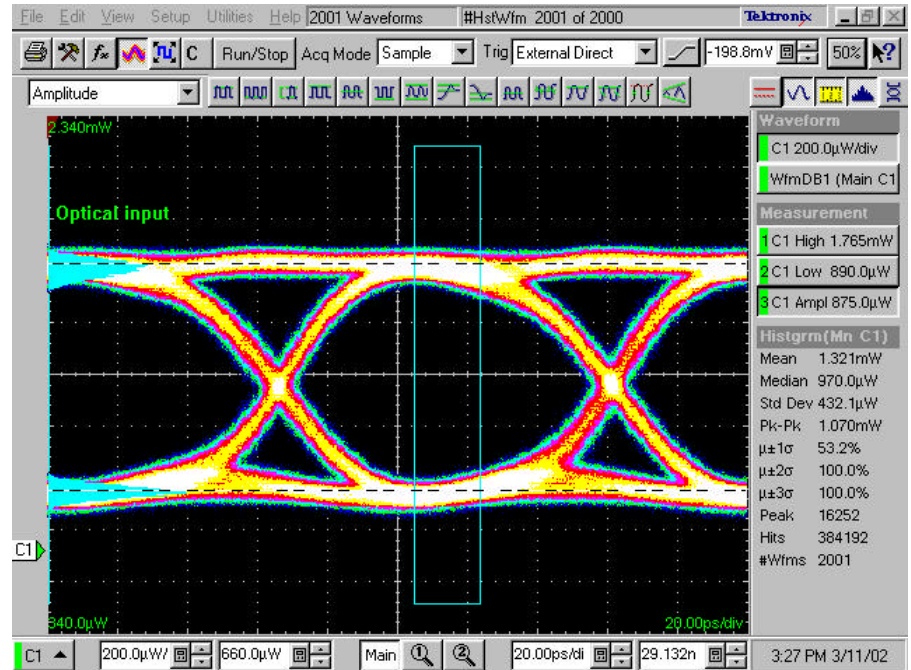 File Edit View Setup Utilities Help 2001 Waveforms #HstWfm 2001 of 2000 Tektronix
Run/Stop Acq Mode Sample Trig External Direct -198.8mV 50%
Amplitude
2.340mW
Optical input
340.0µW
20.00ps/div
C1
Waveform
C1 200.0µW/div
WfmDB1 (Main C1
Measurement
1 C1 High 1.765mW
2 C1 Low 890.0µW
3 C1 Ampl 875.0µW
Histgrm(Mn C1)
Mean 1.321mW
Median 970.0µW
Std Dev 432.1µW
Pk-Pk 1.070mW
µ±1σ 53.2%
µ±2σ 100.0%
µ±3σ 100.0%
Peak 16252
Hits 384192
#Wfms 2001
C1 200.0µW/ 660.0µW Main 1 2 20.00ps/di 29.132n 3:27 PM 3/11/02